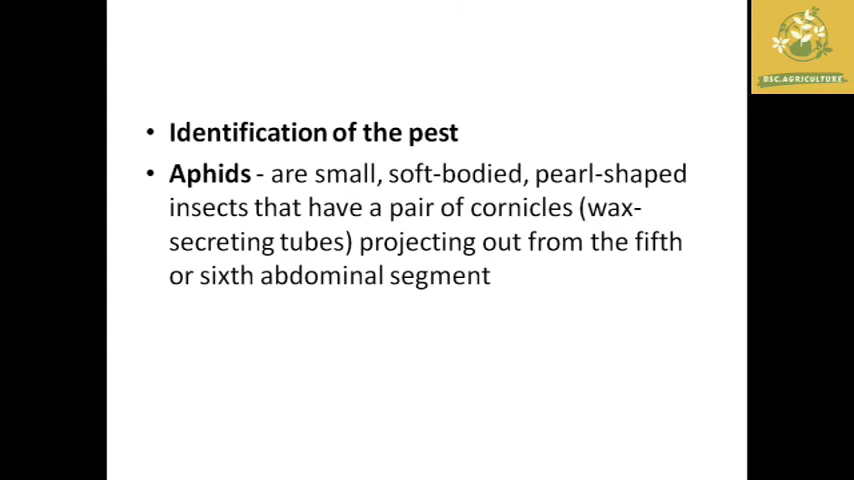 BSC.AGRICULTURE
• Identification of the pest
• Aphids - are small, soft-bodied, pearl-shaped
insects that have a pair of cornicles (wax-
secreting tubes) projecting out from the fifth
or sixth abdominal segment